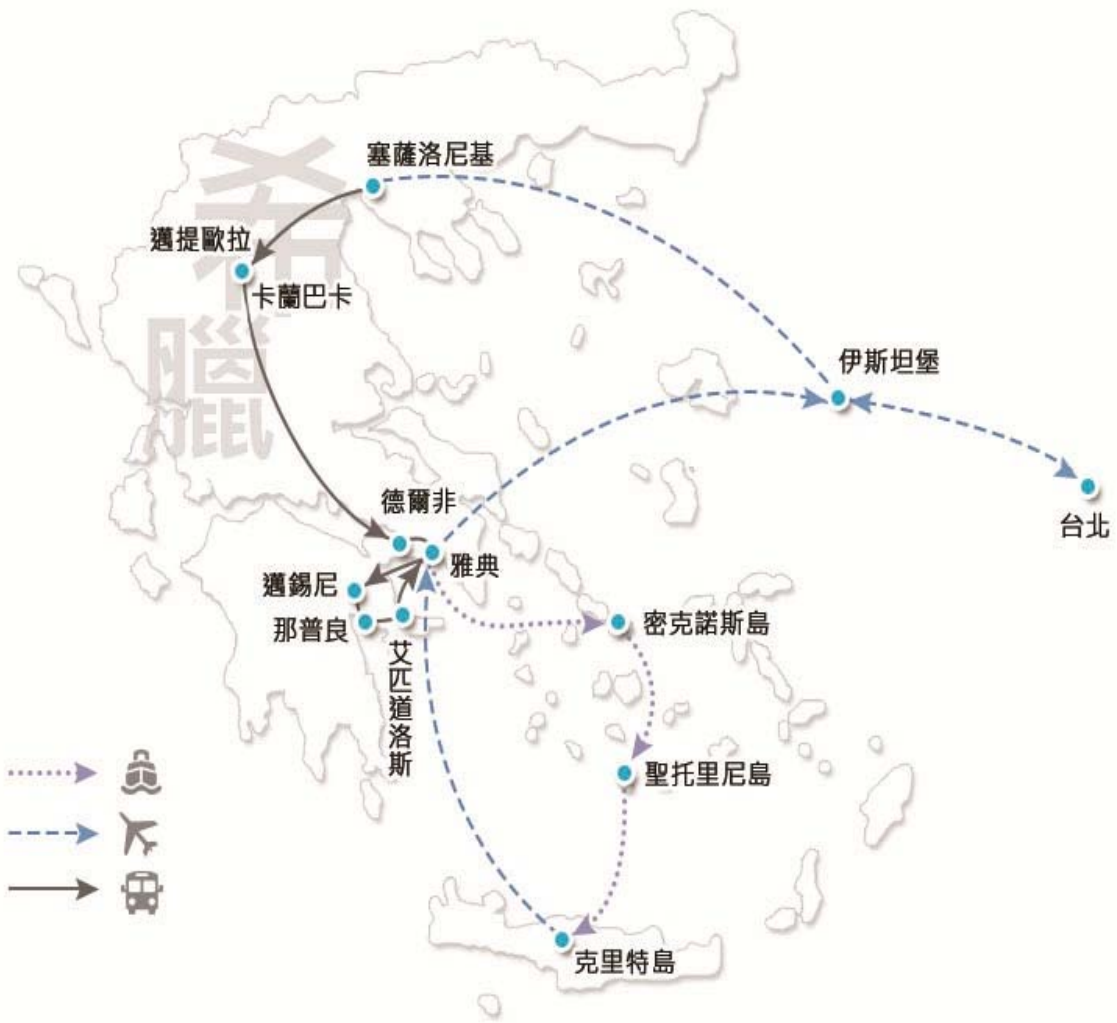 希臘
塞薩洛尼基
邁提歐拉
卡蘭巴卡
伊斯坦堡
台北
德爾非
雅典
邁錫尼
那普良
艾匹道洛斯
密克諾斯島
聖托里尼島
克里特島